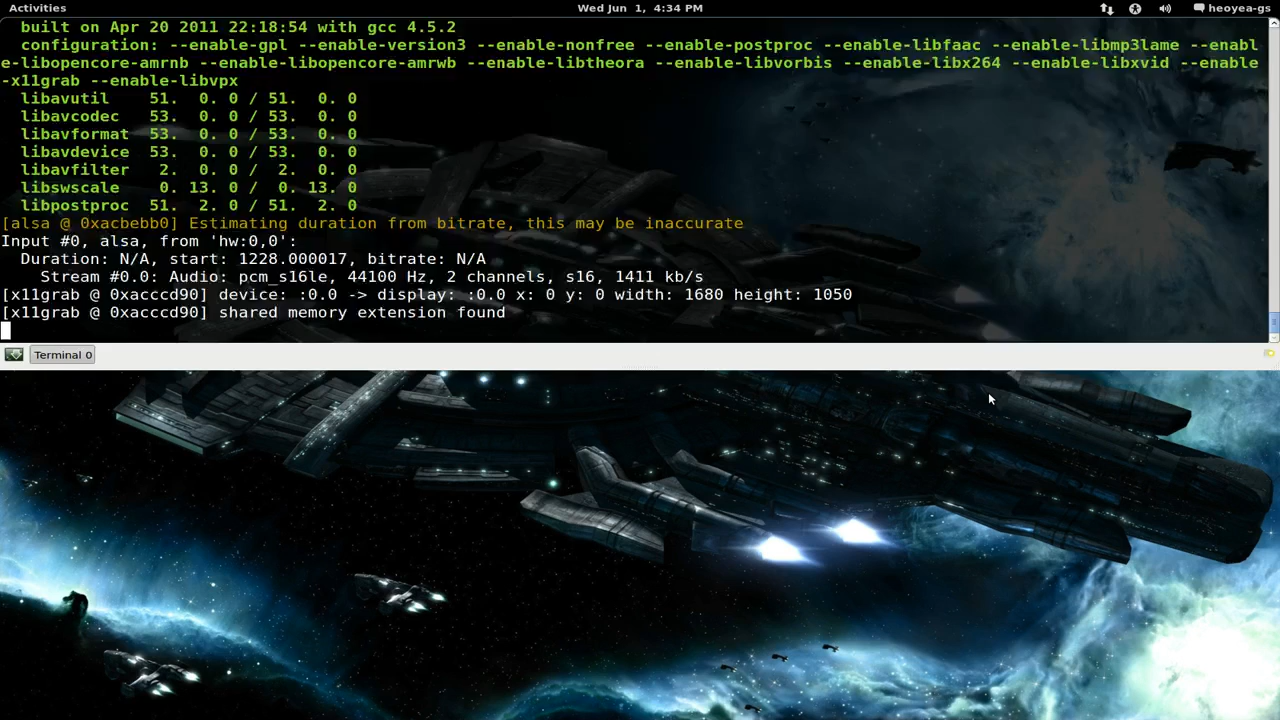 Activities Wed Jun 1, 4:34 PM heoyea-gs
built on Apr 20 2011 22:18:54 with gcc 4.5.2
configuration: --enable-gpl --enable-version3 --enable-nonfree --enable-postproc --enable-libfaac --enable-libmp3lame --enabl
e-libopencore-amrnb --enable-libopencore-amrwb --enable-libtheora --enable-libvorbis --enable-libx264 --enable-libxvid --enable
-x11grab --enable-libvpx
libavutil 51. 0. 0 / 51. 0. 0
libavcodec 53. 0. 0 / 53. 0. 0
libavformat 53. 0. 0 / 53. 0. 0
libavdevice 53. 0. 0 / 53. 0. 0
libavfilter 2. 0. 0 / 2. 0. 0
libswscale 0. 13. 0 / 0. 13. 0
libpostproc 51. 2. 0 / 51. 2. 0
[alsa @ 0xacbebb0] Estimating duration from bitrate, this may be inaccurate
Input #0, alsa, from 'hw:0,0':
Duration: N/A, start: 1228.000017, bitrate: N/A
Stream #0.0: Audio: pcm_s16le, 44100 Hz, 2 channels, s16, 1411 kb/s
[x11grab @ 0xacccd90] device: :0.0 -> display: :0.0 x: 0 y: 0 width: 1680 height: 1050
[x11grab @ 0xacccd90] shared memory extension found
Terminal 0